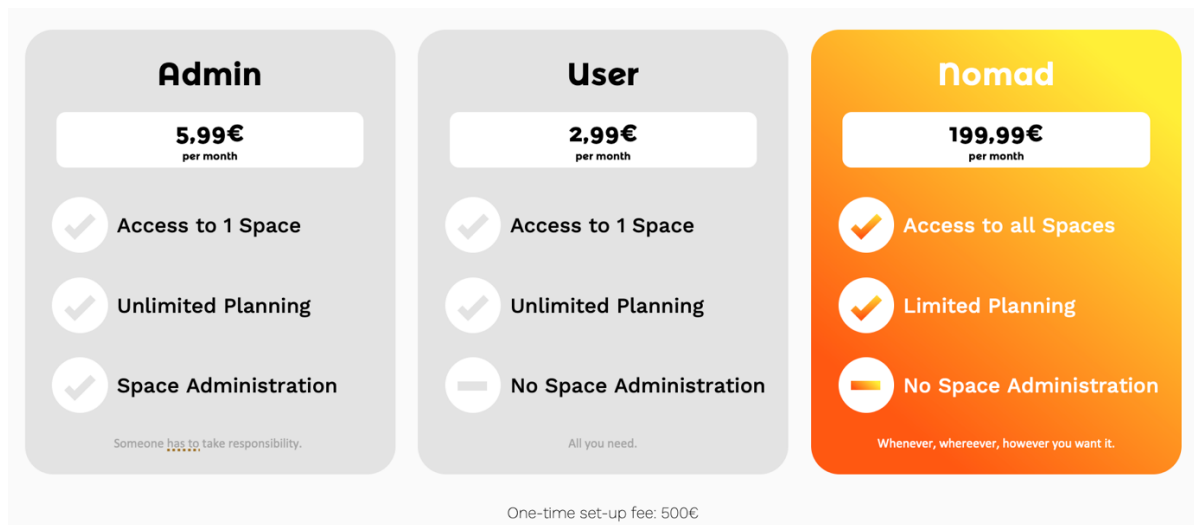 Admin
5,99€
per month
Access to 1 Space
Unlimited Planning
Space Administration
Someone has to take responsibility.
User
2,99€
per month
Access to 1 Space
Unlimited Planning
No Space Administration
All you need.
Nomad
199,99€
per month
Access to all Spaces
Limited Planning
No Space Administration
Whenever, whereever, however you want it.
One-time set-up fee: 500€